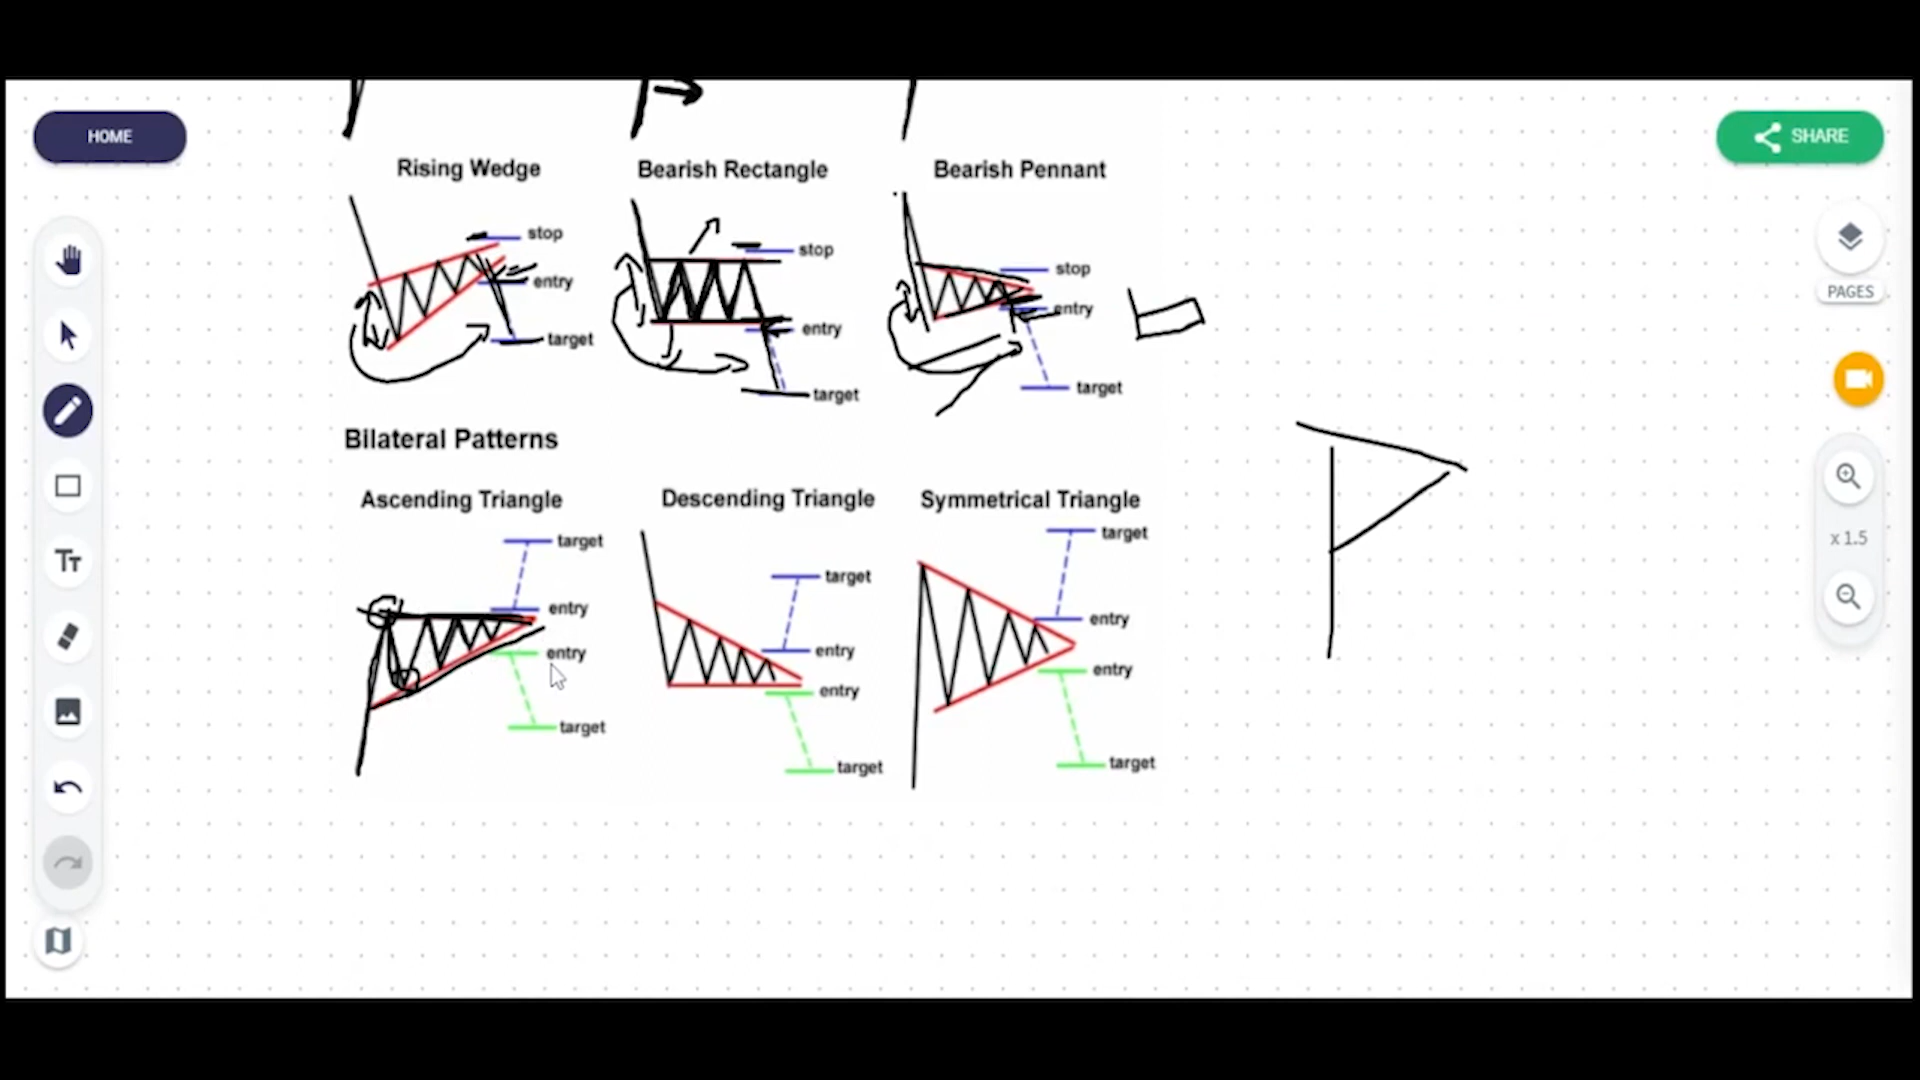 HOME
SHARE
Rising Wedge
Bearish Rectangle
Bearish Pennant
stop
entry
target
stop
entry
target
stop
entry
target
PAGES
Bilateral Patterns
Ascending Triangle
Descending Triangle
Symmetrical Triangle
target
entry
entry
target
target
entry
entry
target
target
entry
entry
target
Tт
x 1.5